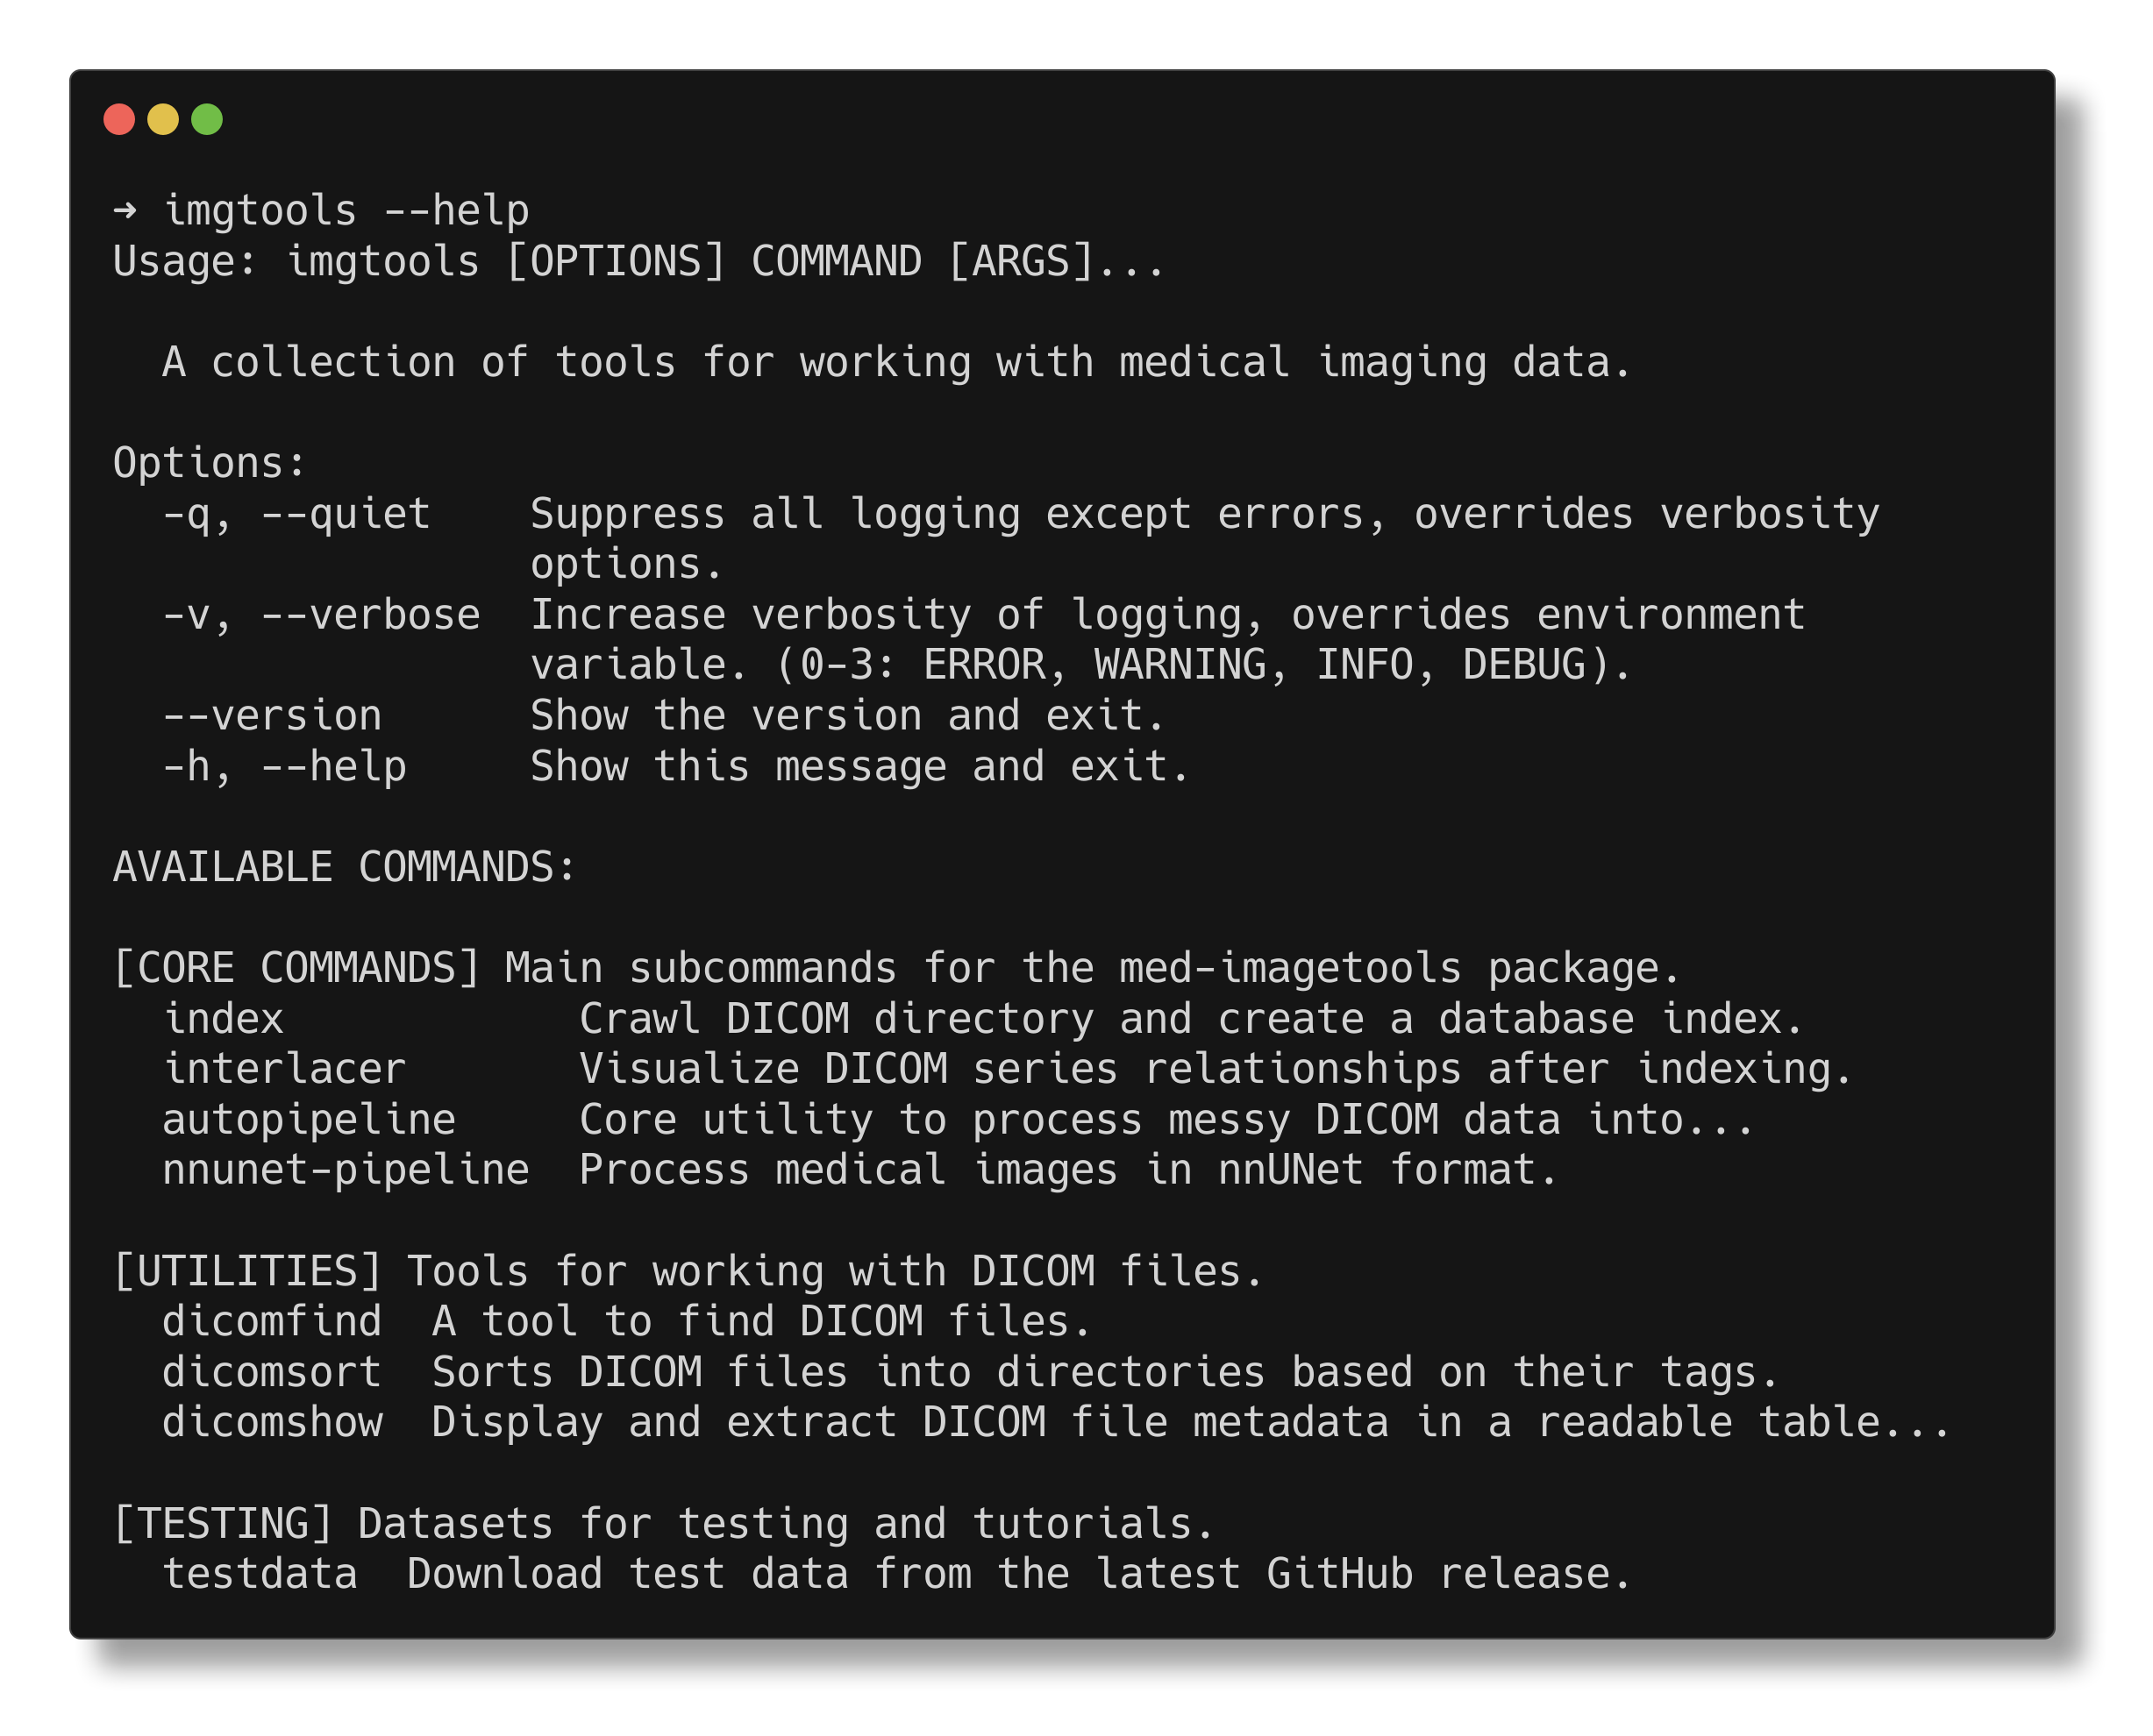 ➜ imgtools --help
Usage: imgtools [OPTIONS] COMMAND [ARGS]...

  A collection of tools for working with medical imaging data.

Options:
  -q, --quiet    Suppress all logging except errors, overrides verbosity
                 options.
  -v, --verbose  Increase verbosity of logging, overrides environment
                 variable. (0-3: ERROR, WARNING, INFO, DEBUG).
  --version      Show the version and exit.
  -h, --help     Show this message and exit.

AVAILABLE COMMANDS:

[CORE COMMANDS] Main subcommands for the med-imagetools package.
  index            Crawl DICOM directory and create a database index.
  interlacer       Visualize DICOM series relationships after indexing.
  autopipeline     Core utility to process messy DICOM data into...
  nnunet-pipeline  Process medical images in nnUNet format.

[UTILITIES] Tools for working with DICOM files.
  dicomfind  A tool to find DICOM files.
  dicomsort  Sorts DICOM files into directories based on their tags.
  dicomshow  Display and extract DICOM file metadata in a readable table...

[TESTING] Datasets for testing and tutorials.
  testdata  Download test data from the latest GitHub release.